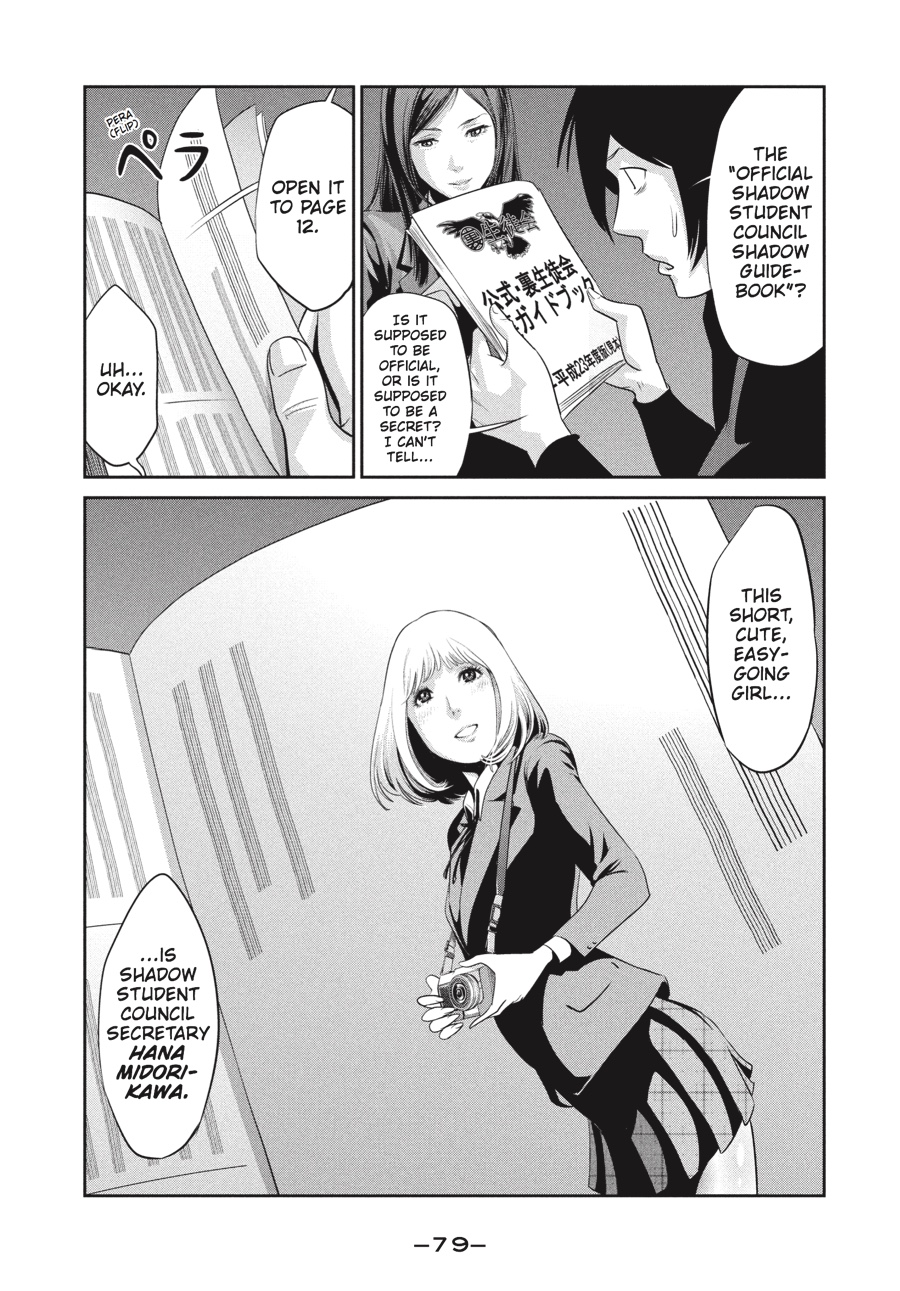 THE
"OFFICIAL
SHADOW
STUDENT
COUNCIL
SHADOW
GUIDE-
BOOK"?
裏生徒会
公式・裏生徒会
ガイドブック
平成23年度版(見本
IS IT
SUPPOSED
TO BE
OFFICIAL,
OR IS IT
SUPPOSED
TO BE A
SECRET?
I CAN'T
TELL...
OPEN IT
TO PAGE
12.
PERA
(FLIP)
ペラ
UH...
OKAY.
THIS
SHORT,
CUTE,
EASY-
GOING
GIRL...
...IS
SHADOW
STUDENT
COUNCIL
SECRETARY
HANA
MIDORI-
KAWA.
–79–